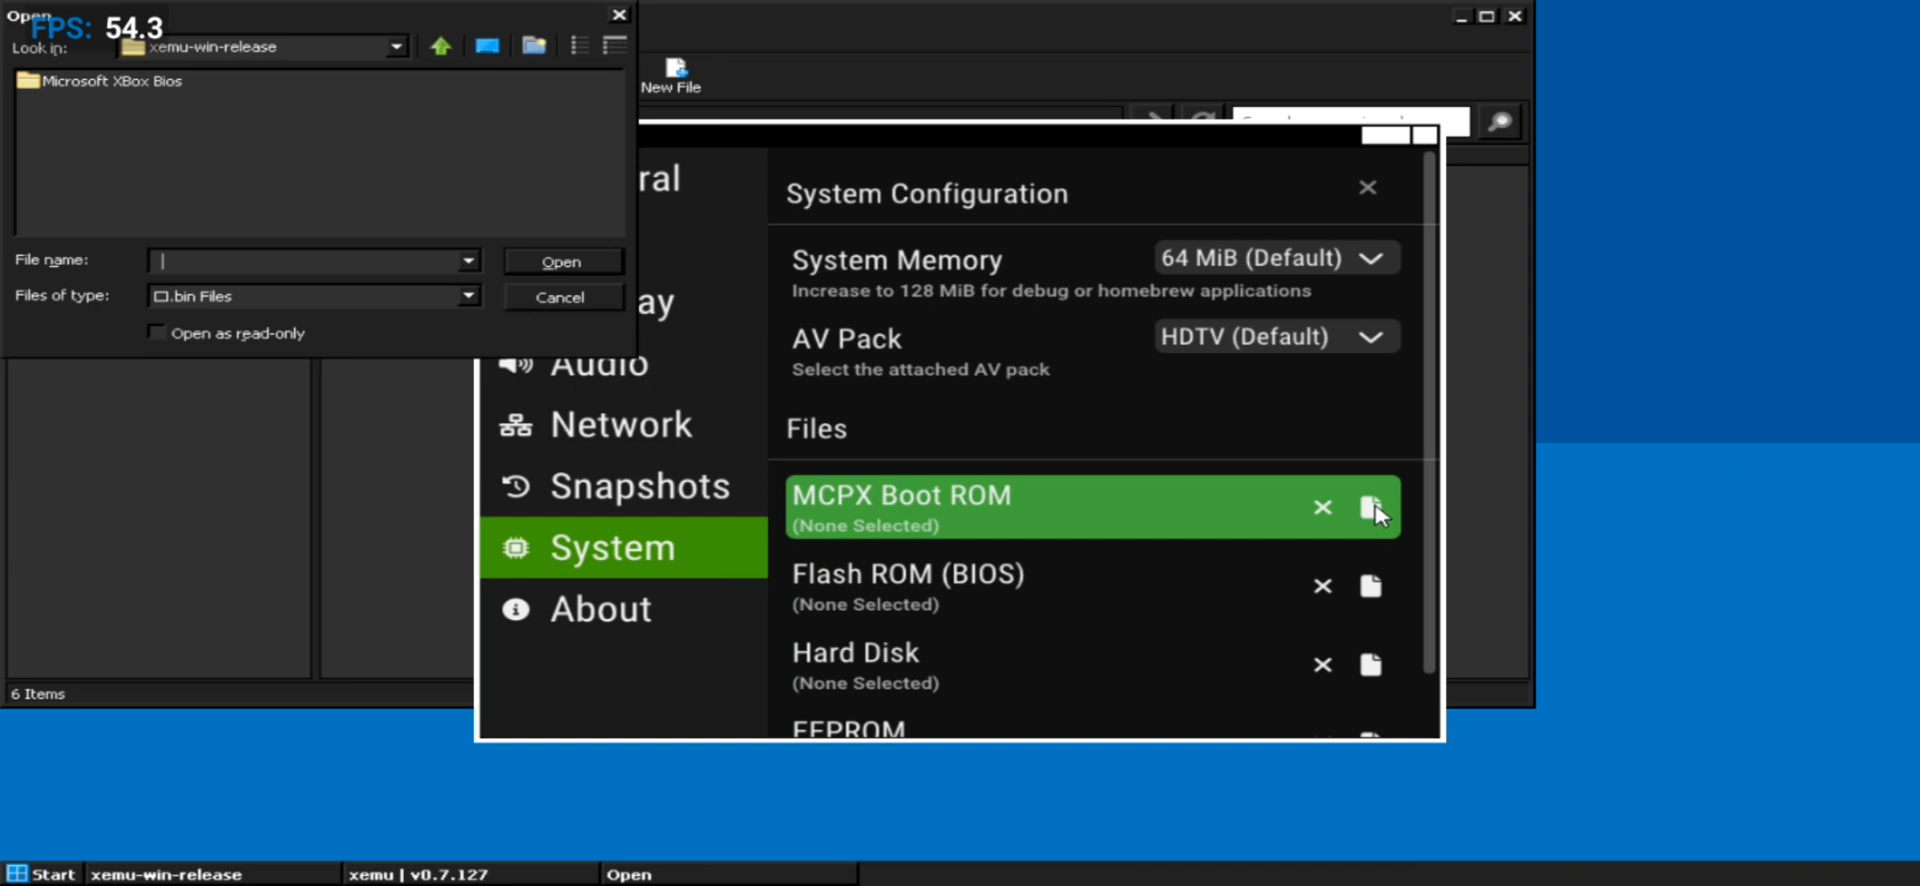 Open
FPS: 54.3
Look in: xemu-win-release
Microsoft XBox Bios
File name:
Open
Files of type: .bin Files
Cancel
Open as read-only
New File
ral
ay
Audio
Network
Snapshots
System
About
System Configuration
System Memory
64 MiB (Default)
Increase to 128 MiB for debug or homebrew applications
AV Pack
HDTV (Default)
Select the attached AV pack
Files
MCPX Boot ROM
(None Selected)
Flash ROM (BIOS)
(None Selected)
Hard Disk
(None Selected)
EEPROM
6 Items
Start
xemu-win-release
xemu | v0.7.127
Open